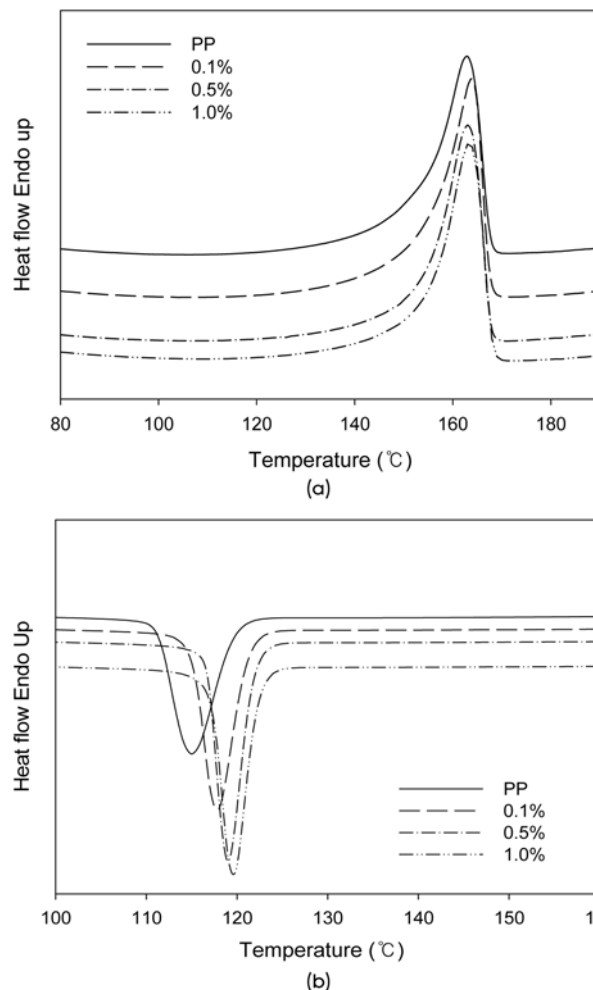 PP
0.1%
0.5%
1.0%
Heat flow Endo up
80 100 120 140 160 180
Temperature (℃)
(a)
Heat flow Endo Up
PP
0.1%
0.5%
1.0%
100 110 120 130 140 150
Temperature (℃)
(b)